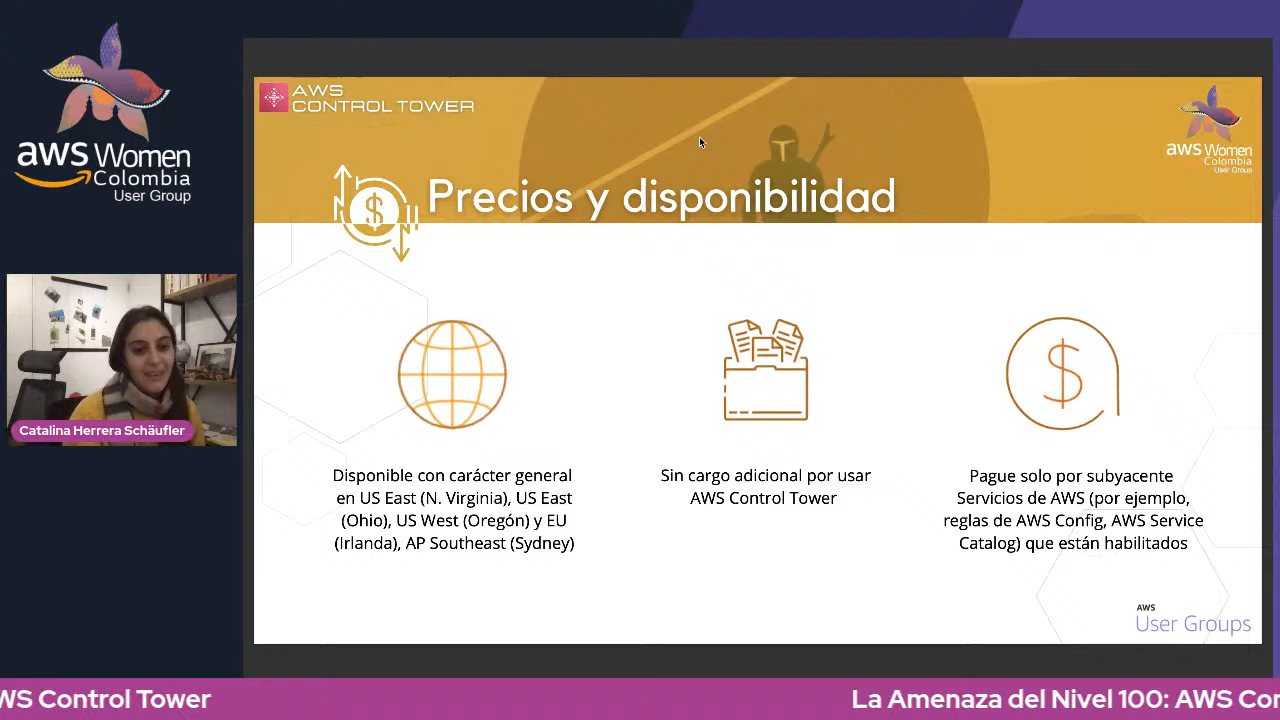 aws Women
Colombia
User Group
Catalina Herrera Schäufler
AWS
CONTROL TOWER
aws Women
Colombia
User Group
Precios y disponibilidad
$
Disponible con carácter general
en US East (N. Virginia), US East
(Ohio), US West (Oregón) y EU
(Irlanda), AP Southeast (Sydney)
Sin cargo adicional por usar
AWS Control Tower
$
Pague solo por subyacente
Servicios de AWS (por ejemplo,
reglas de AWS Config, AWS Service
Catalog) que están habilitados
AWS
User Groups
WS Control Tower
La Amenaza del Nivel 100: AWS Con